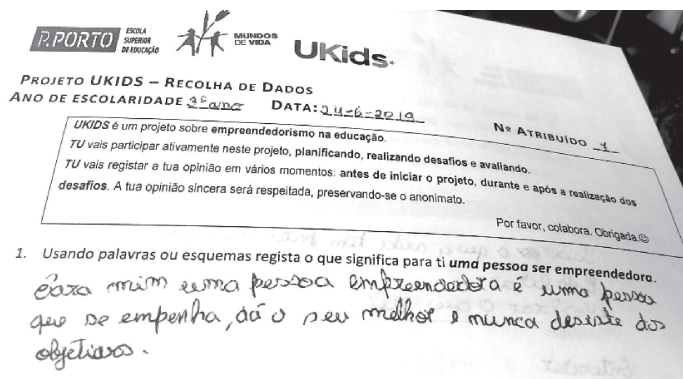 P.PORTO
ESCOLA
SUPERIOR
DE EDUCAÇÃO
MUNDOS
DE VIDA
UKids
PROJETO UKIDS – RECOLHA DE DADOS
ANO DE ESCOLARIDADE 3º ano DATA: 24-6-2019 Nº ATRIBUÍDO
UKIDS é um projeto sobre empreendedorismo na educação.
TU vais participar ativamente neste projeto, planificando, realizando desafios e avaliando.
TU vais registar a tua opinião em vários momentos: antes de iniciar o projeto, durante e após a realização dos
desafios. A tua opinião sincera será respeitada, preservando-se o anonimato.
Por favor, colabora. Obrigada.☺
1. Usando palavras ou esquemas regista o que significa para ti uma pessoa ser empreendedora.
Para mim uma pessoa empreendedora é uma pessoa
que se empenha, dá o seu melhor e nunca desiste dos
objetivos.